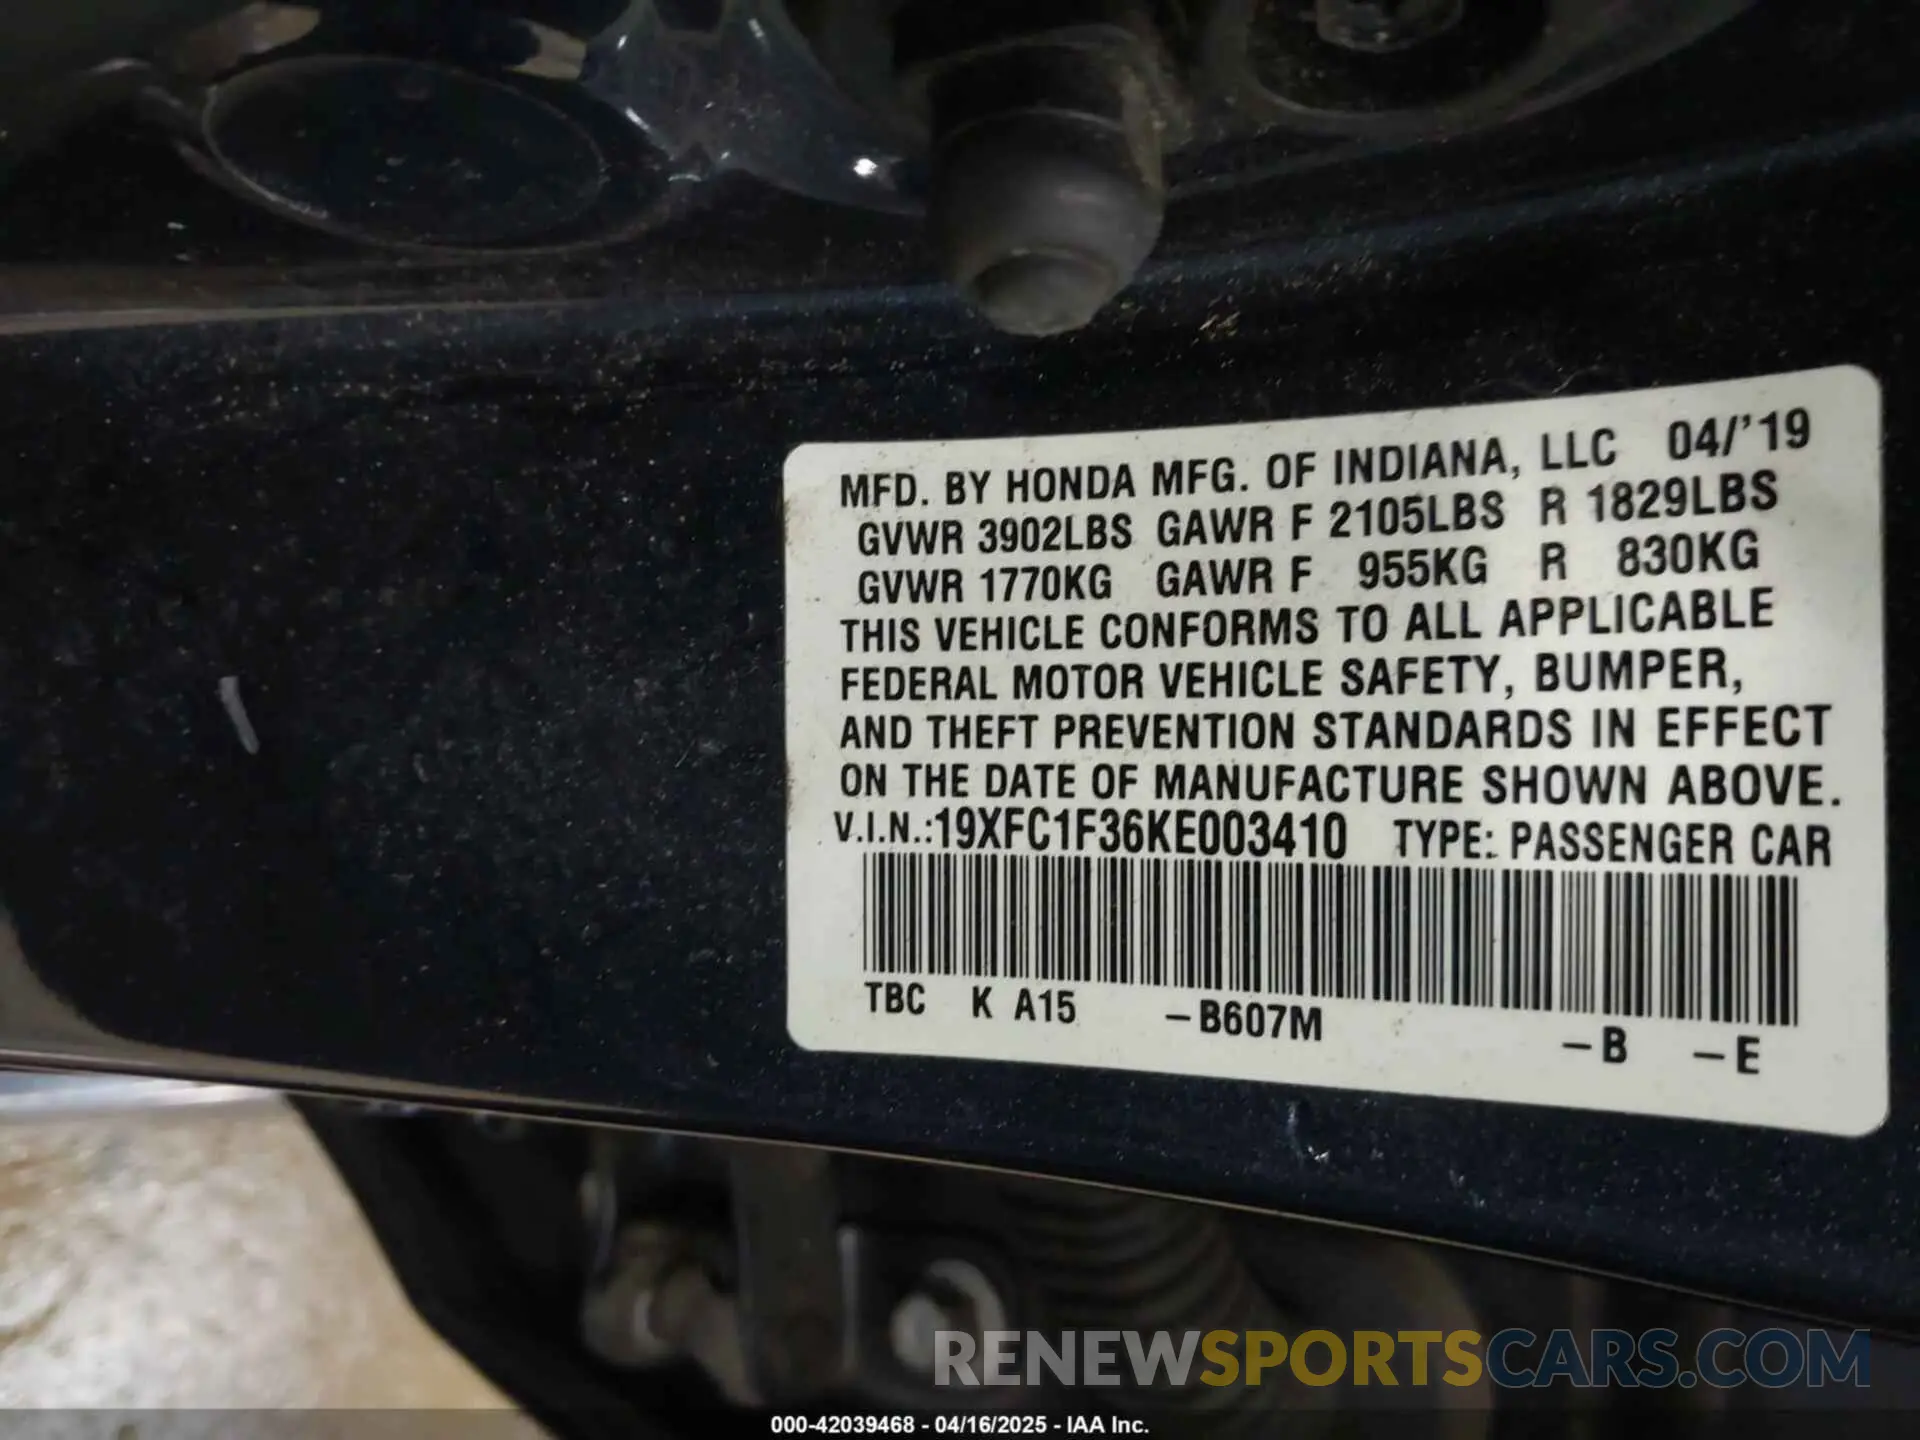 MFD. BY HONDA MFG. OF INDIANA, LLC 04/'19
GVWR 3902LBS GAWR F 2105LBS R 1829LBS
GVWR 1770KG GAWR F 955KG R 830KG
THIS VEHICLE CONFORMS TO ALL APPLICABLE
FEDERAL MOTOR VEHICLE SAFETY, BUMPER,
AND THEFT PREVENTION STANDARDS IN EFFECT
ON THE DATE OF MANUFACTURE SHOWN ABOVE.
V.I.N.:19XFC1F36KE003410 TYPE: PASSENGER CAR
TBC K A15 -B607M -B -E
RENEWSPORTSCARS.COM
000-42039468 - 04/16/2025 - IAA Inc.